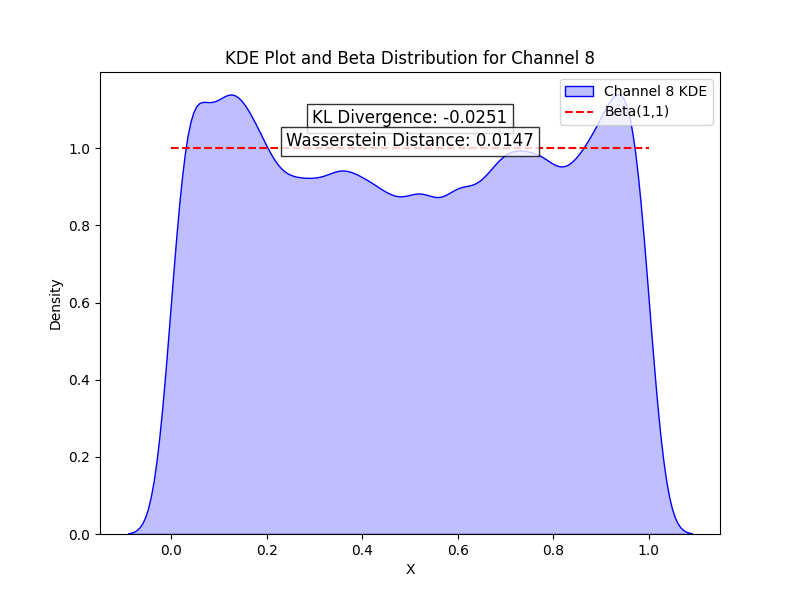 KDE Plot and Beta Distribution for Channel 8
Channel 8 KDE
Beta(1,1)
KL Divergence: -0.0251
Wasserstein Distance: 0.0147
Density
1.0
0.8
0.6
0.4
0.2
0.0
0.0 0.2 0.4 0.6 0.8 1.0
X